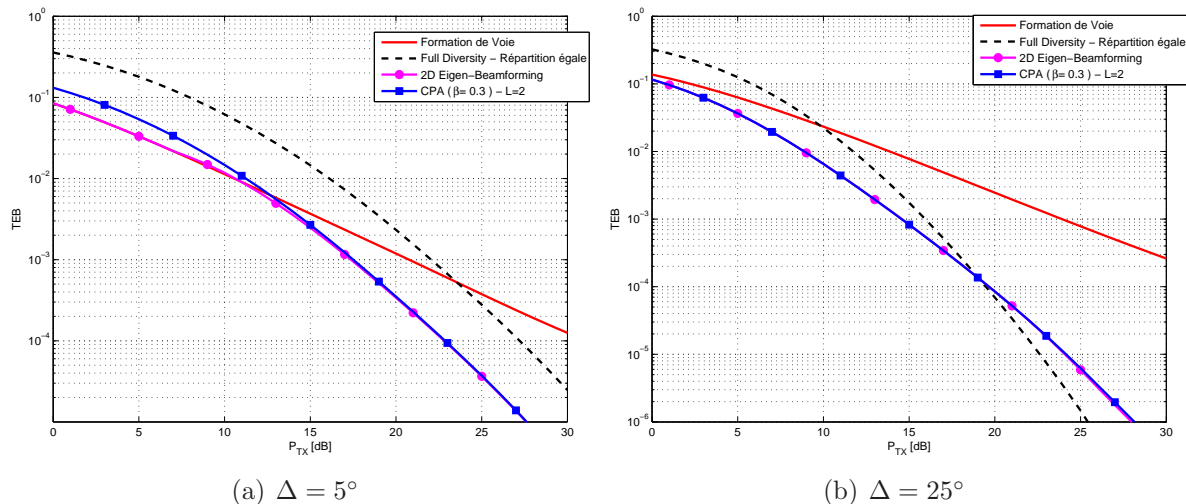 10^0
10^-1
10^-2
10^-3
10^-4
TEB
0 5 10 15 20 25 30
P_TX [dB]
Formation de Voie
Full Diversity − Répartition égale
2D Eigen−Beamforming
CPA ( β= 0.3 ) − L=2
(a) Δ = 5°
10^0
10^-1
10^-2
10^-3
10^-4
10^-5
10^-6
TEB
0 5 10 15 20 25 30
P_TX [dB]
Formation de Voie
Full Diversity − Répartition égale
2D Eigen−Beamforming
CPA ( β= 0.3 ) − L=2
(b) Δ = 25°